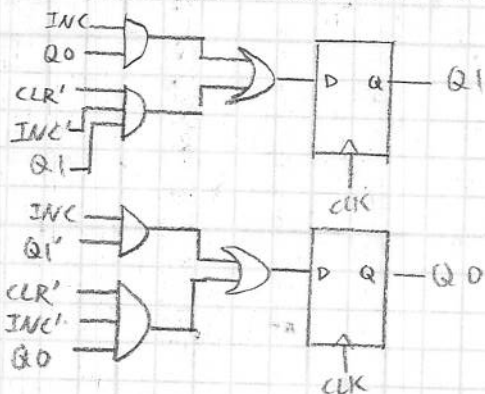 INC
Q0
CLR'
INC'
Q1
D Q
Q1
CLK
INC
Q1'
CLR'
INC'
Q0
D Q
Q0
CLK